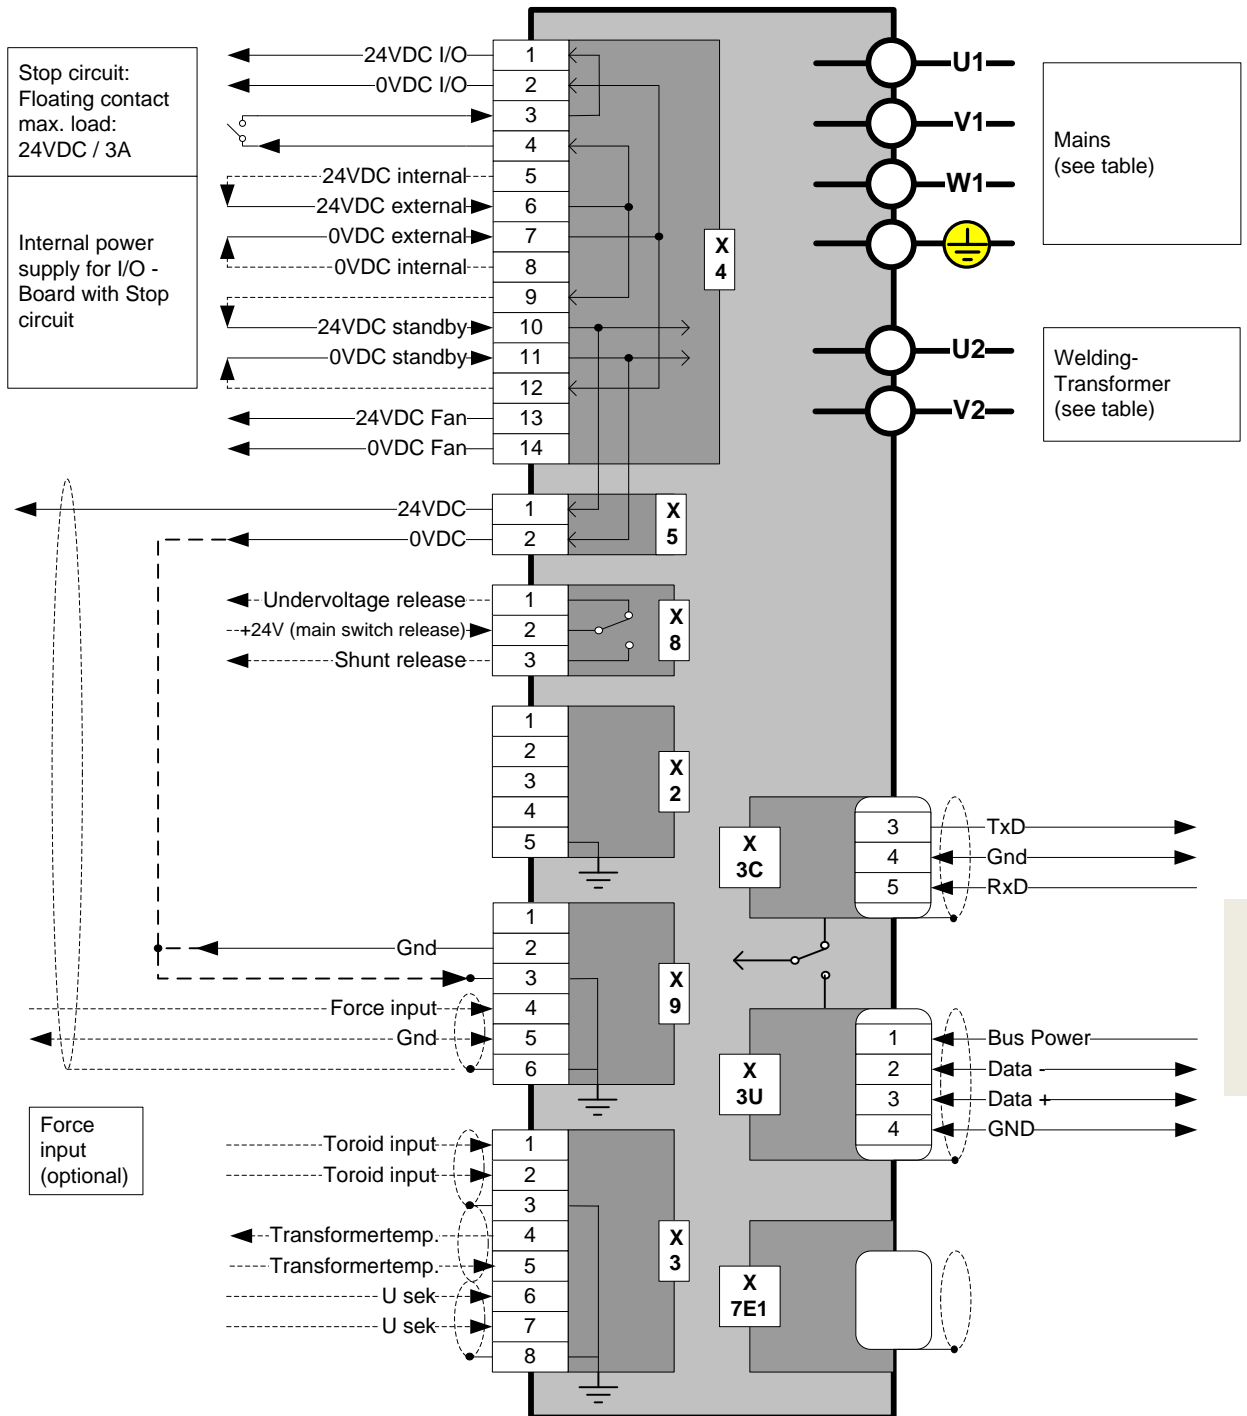 Stop circuit:
Floating contact
max. load:
24VDC / 3A
Internal power
supply for I/O -
Board with Stop
circuit
24VDC I/O 1
0VDC I/O 2
3
4
24VDC internal 5
24VDC external 6
0VDC external 7
0VDC internal 8
9
24VDC standby 10
0VDC standby 11
12
24VDC Fan 13
0VDC Fan 14
X
4
24VDC 1
0VDC 2
X
5
Undervoltage release 1
+24V (main switch release) 2
Shunt release 3
X
8
1
2
3
4
5
X
2
1
Gnd 2
3
Force input 4
Gnd 5
6
X
9
Force
input
(optional)
Toroid input 1
Toroid input 2
3
Transformertemp. 4
Transformertemp. 5
U sek 6
U sek 7
8
X
3
U1
V1
W1
Mains
(see table)
U2
V2
Welding-
Transformer
(see table)
X
3C
3 TxD
4 Gnd
5 RxD
X
3U
1 Bus Power
2 Data -
3 Data +
4 GND
X
7E1